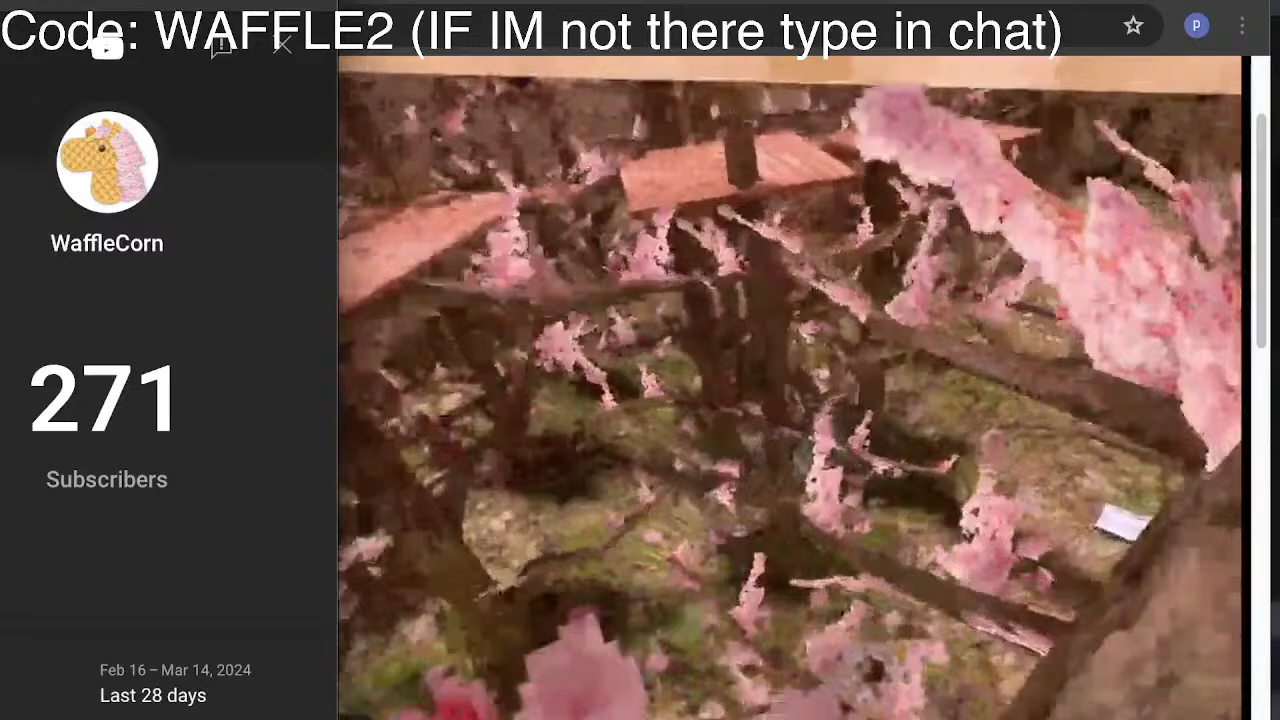 Code: WAFFLE2 (IF IM not there type in chat)
p
WaffleCorn
271
Subscribers
Feb 16 – Mar 14, 2024
Last 28 days